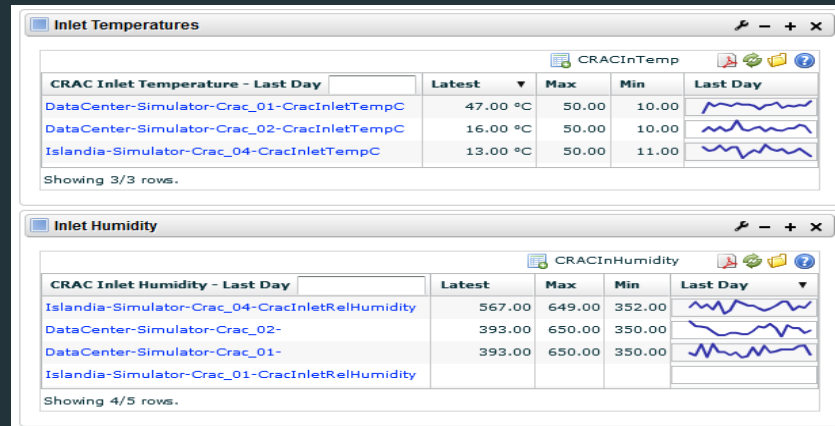 Inlet Temperatures
CRACInTemp
CRAC Inlet Temperature - Last Day Latest Max Min Last Day
DataCenter-Simulator-Crac_01-CracInletTempC 47.00 °C 50.00 10.00
DataCenter-Simulator-Crac_02-CracInletTempC 16.00 °C 50.00 10.00
Islandia-Simulator-Crac_04-CracInletTempC 13.00 °C 50.00 11.00
Showing 3/3 rows.
Inlet Humidity
CRACInHumidity
CRAC Inlet Humidity - Last Day Latest Max Min Last Day
Islandia-Simulator-Crac_04-CracInletRelHumidity 567.00 649.00 352.00
DataCenter-Simulator-Crac_02- 393.00 650.00 350.00
DataCenter-Simulator-Crac_01- 393.00 650.00 350.00
Islandia-Simulator-Crac_01-CracInletRelHumidity
Showing 4/5 rows.